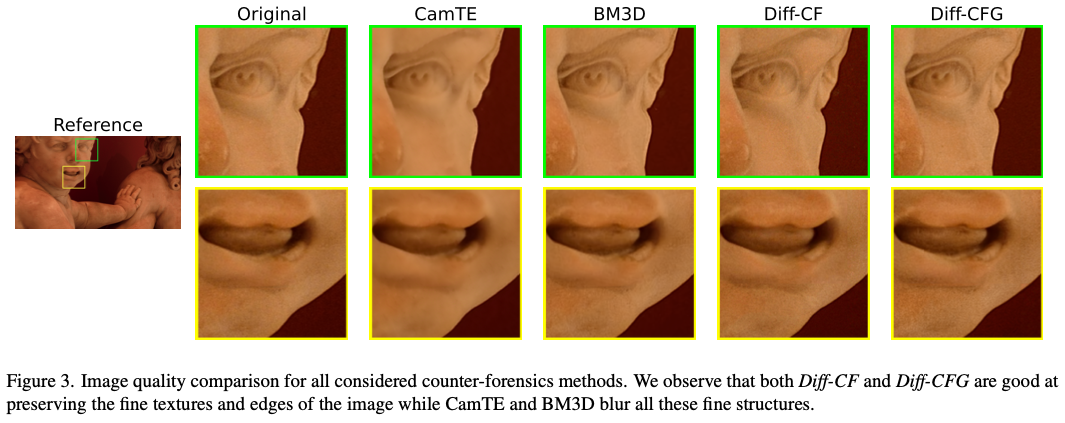 Original CamTE BM3D Diff-CF Diff-CFG
Reference
Figure 3. Image quality comparison for all considered counter-forensics methods. We observe that both Diff-CF and Diff-CFG are good at
preserving the fine textures and edges of the image while CamTE and BM3D blur all these fine structures.